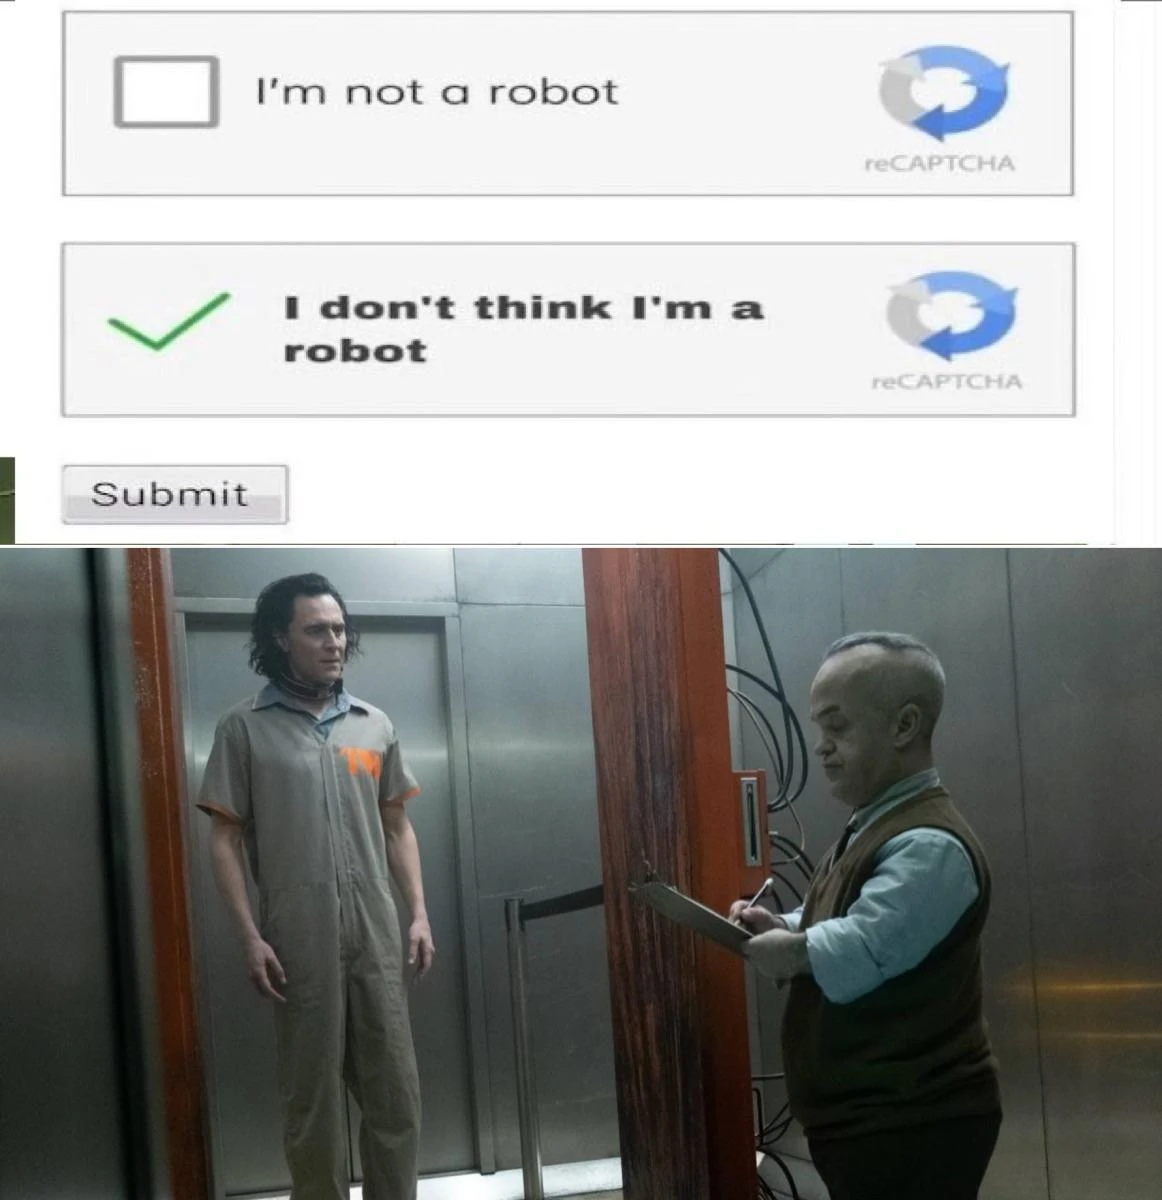 I'm not a robot
reCAPTCHA
I don't think I'm a
robot
reCAPTCHA
Submit